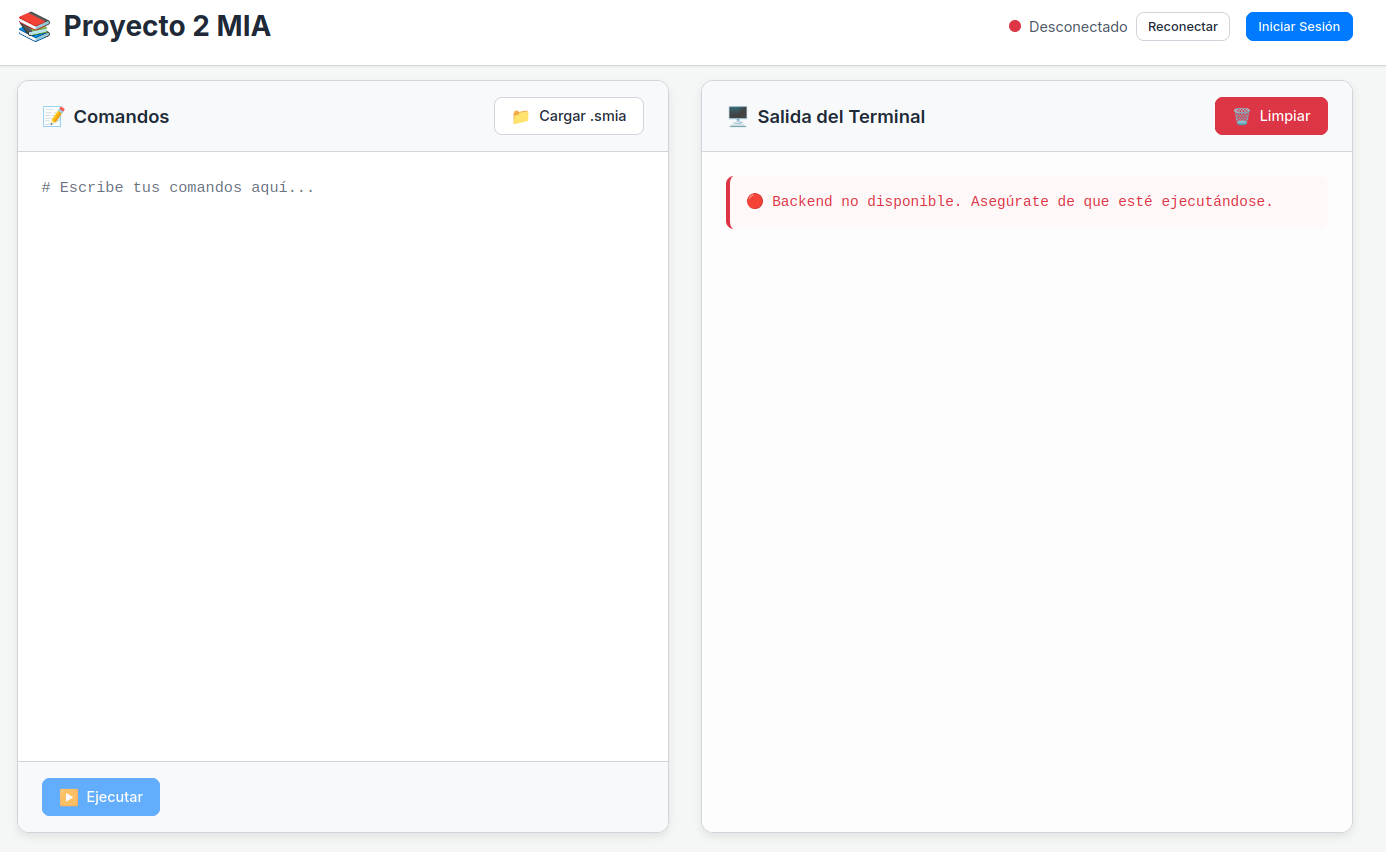 Proyecto 2 MIA
Desconectado
Reconectar
Iniciar Sesión
Comandos
Cargar .smia
# Escribe tus comandos aquí...
Ejecutar
Salida del Terminal
Limpiar
Backend no disponible. Asegúrate de que esté ejecutándose.